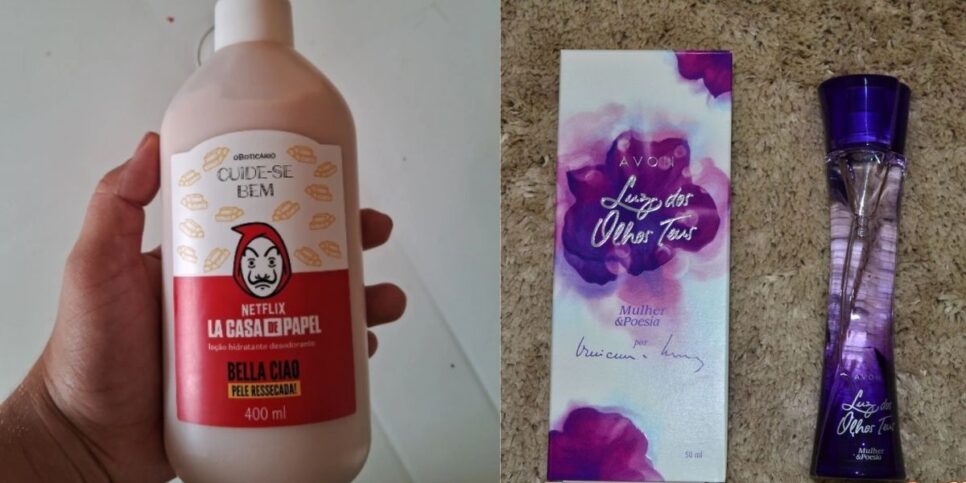 oBOTICÁRIO
CUIDE-SE
BEM
NETFLIX
LA CASA DE PAPEL
loção hidratante desodorante
BELLA CIAO
PELE RESSECADA!
400 ml
AVON
Luz dos
Olhos Teus
Mulher
&Poesia
por
50 ml
AVON
Luz dos
Olhos Teus
Mulher
&Poesia